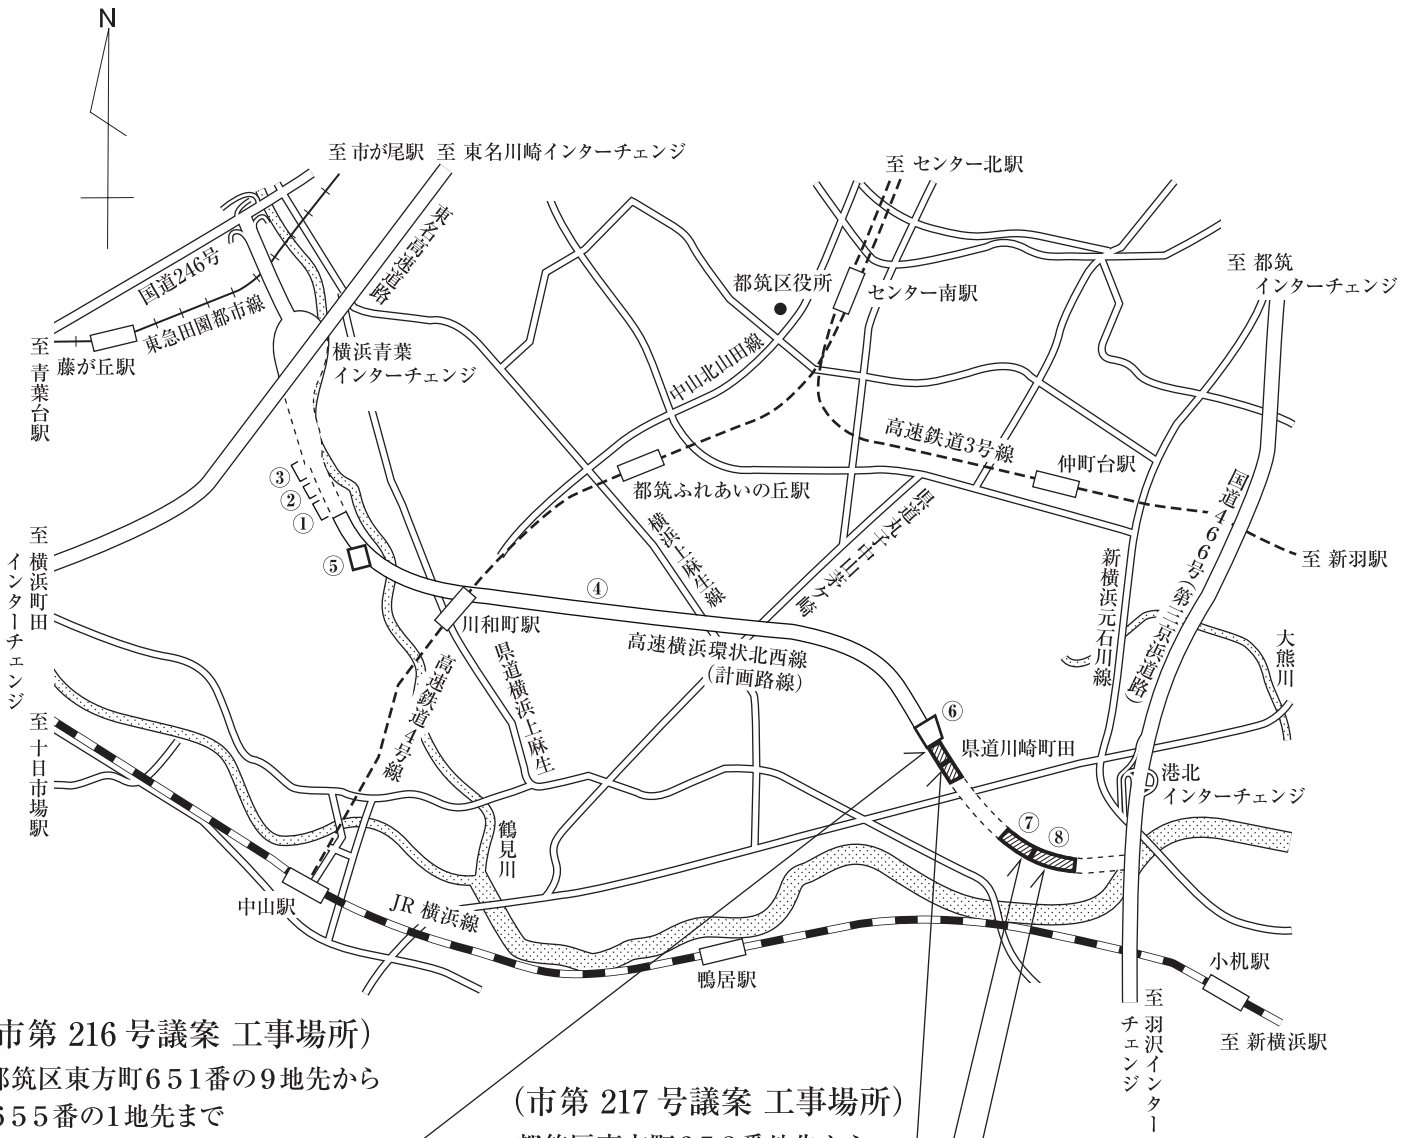 N
至 市が尾駅
至 東名川崎インターチェンジ
至 センター北駅
東名高速道路
国道246号
東急田園都市線
至 青葉台駅
藤が丘駅
横浜青葉
インターチェンジ
都筑区役所
センター南駅
至 都筑
インターチェンジ
中山北山田線
高速鉄道3号線
仲町台駅
都筑ふれあいの丘駅
③
②
①
⑤
④
横浜上麻生線
県道丸子中山茅ケ崎
国道466号(第三京浜道路)
至 新羽駅
新横浜元石川線
大熊川
至 横浜町田
インターチェンジ
川和町駅
高速横浜環状北西線
(計画路線)
県道横浜上麻生
高速鉄道4号線
至 十日市場駅
⑥
県道川崎町田
港北
インターチェンジ
⑦
⑧
鶴見川
中山駅
JR 横浜線
鴨居駅
小机駅
至 新横浜駅
至 羽沢インター
チェンジ
市第 216 号議案 工事場所)
都筑区東方町651番の9地先から
655番の1地先まで
(市第 217 号議案 工事場所)